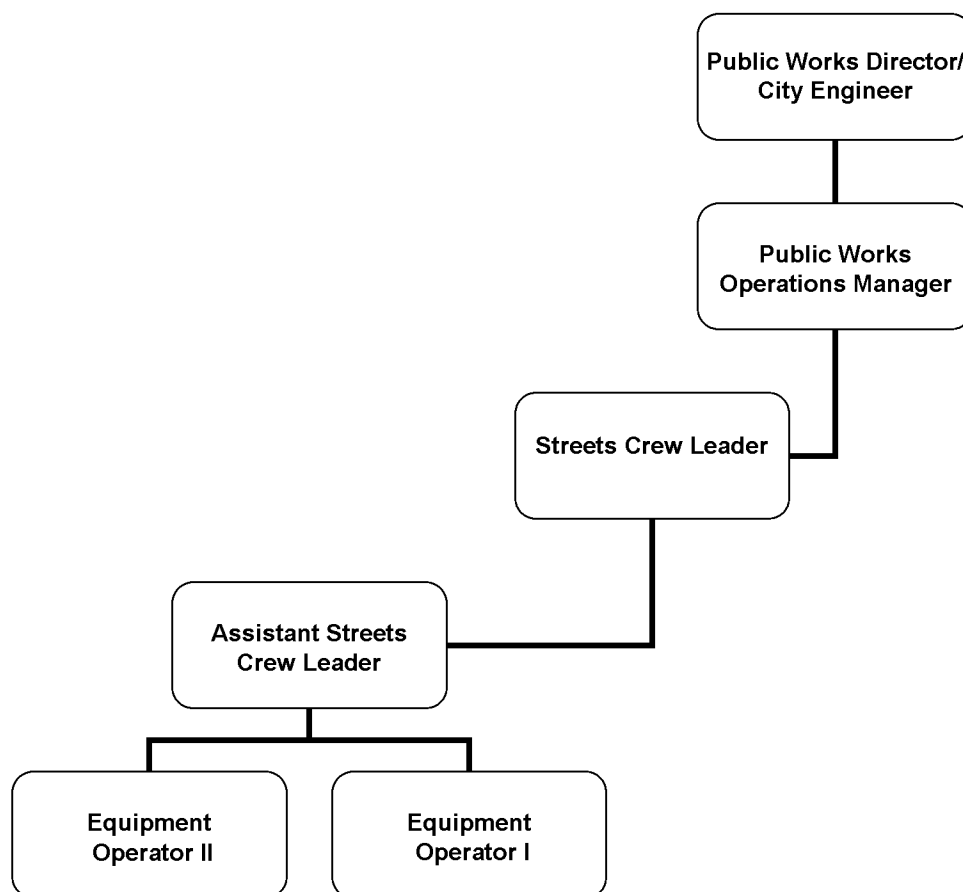 Public Works Director/
City Engineer
Public Works
Operations Manager
Streets Crew Leader
Assistant Streets
Crew Leader
Equipment
Operator II
Equipment
Operator I